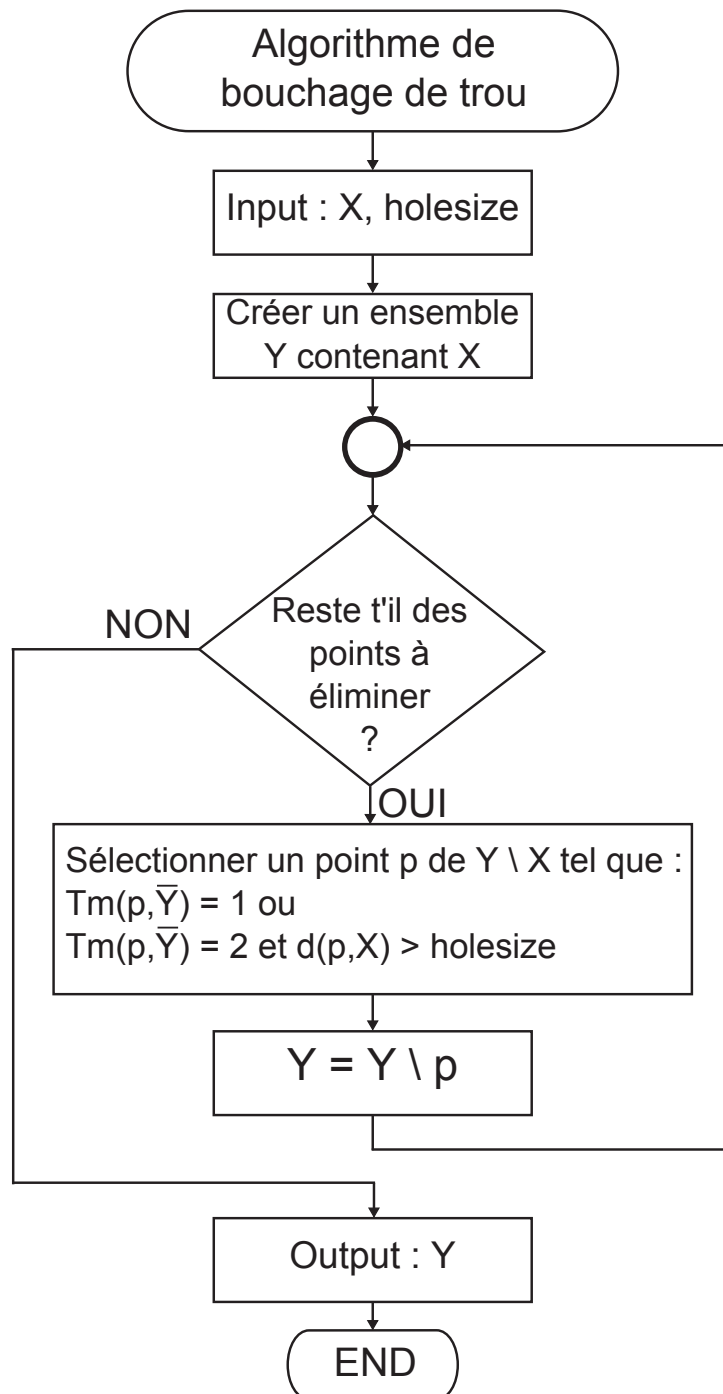 Algorithme de
bouchage de trou
Input : X, holesize
Créer un ensemble
Y contenant X
Reste t'il des
points à
éliminer
?
NON
OUI
Sélectionner un point p de Y \ X tel que :
Tm(p,Y̅) = 1 ou
Tm(p,Y̅) = 2 et d(p,X) > holesize
Y = Y \ p
Output : Y
END